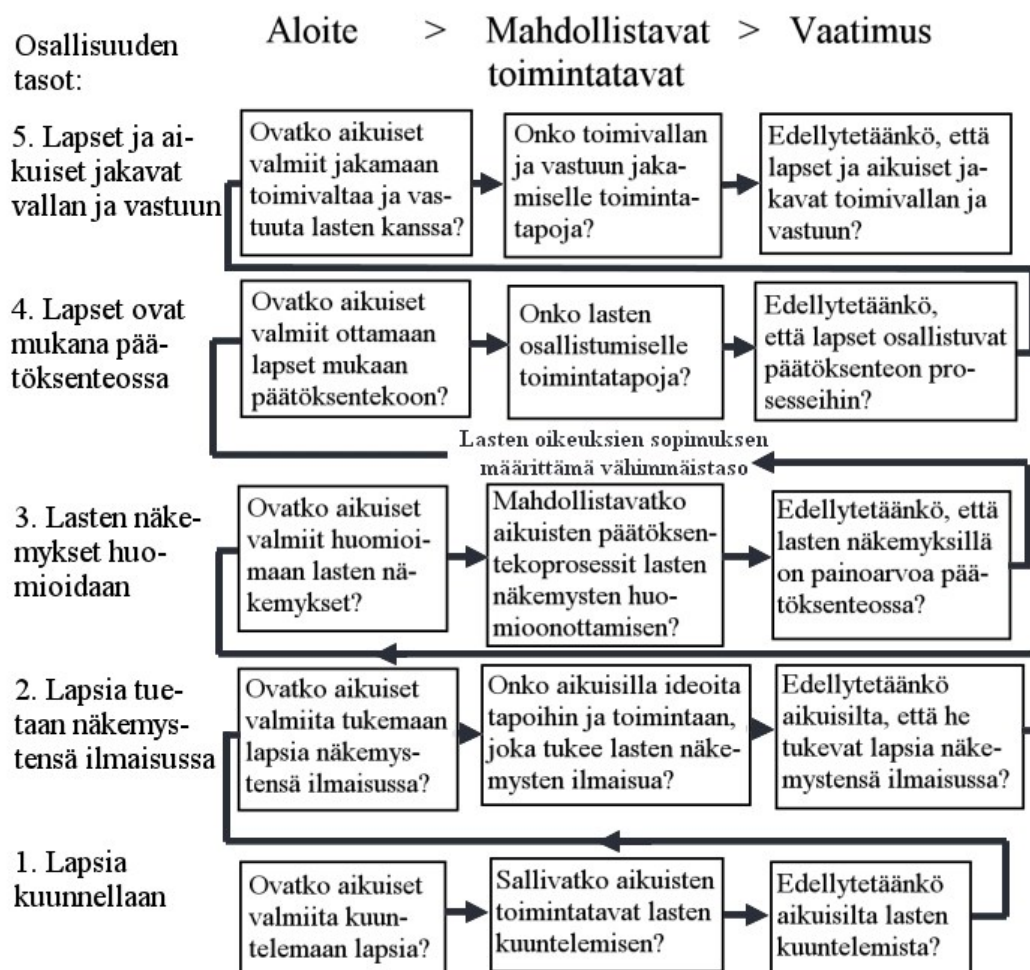 Osallisuuden
tasot:
Aloite > Mahdollistavat > Vaatimus
toimintatavat
5. Lapset ja ai-
kuiset jakavat
vallan ja vastuun
Ovatko aikuiset
valmiit jakamaan
toimivaltaa ja vas-
tuuta lasten kanssa?
Onko toimivallan
ja vastuun jaka-
miselle toiminta-
tapoja?
Edellytetäänkö, että
lapset ja aikuiset ja-
kavat toimivallan ja
vastuun?
4. Lapset ovat
mukana pää-
töksenteossa
Ovatko aikuiset
valmiit ottamaan
lapset mukaan
päätöksentekoon?
Onko lasten
osallistumiselle
toimintatapoja?
Edellytetäänkö,
että lapset osallistuvat
päätöksenteon pro-
sesseihin?
Lasten oikeuksien sopimuksen
määrittämä vähimmäistaso
3. Lasten näke-
mykset huo-
mioidaan
Ovatko aikuiset
valmiit huomioi-
maan lasten nä-
kemykset?
Mahdollistavatko
aikuisten päätöksen-
tekoprosessit lasten
näkemysten huo-
mioonottamisen?
Edellytetäänkö, että
lasten näkemyksillä
on painoarvoa pää-
töksenteossa?
2. Lapsia tue-
taan näkemys-
tensä ilmaisussa
Ovatko aikuiset
valmiita tukemaan
lapsia näkemys-
tensä ilmaisussa?
Onko aikuisilla ideoita
tapoihin ja toimintaan,
joka tukee lasten näke-
mysten ilmaisua?
Edellytetäänkö
aikuisilta, että he
tukevat lapsia näke-
mystensä ilmaisussa?
1. Lapsia
kuunnellaan
Ovatko aikuiset
valmiita kuun-
telemaan lapsia?
Sallivatko aikuisten
toimintatavat lasten
kuuntelemisen?
Edellytetäänkö
aikuisilta lasten
kuuntelemista?